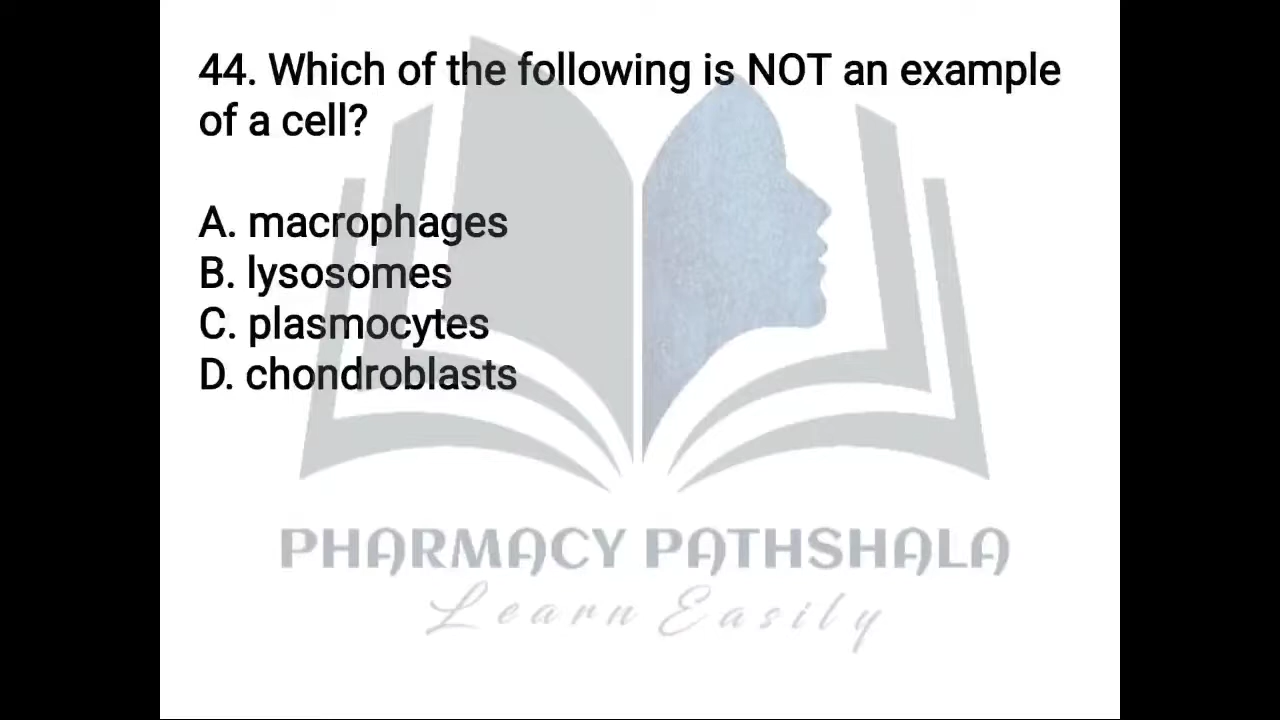 44. Which of the following is NOT an example
of a cell?
A. macrophages
B. lysosomes
C. plasmocytes
D. chondroblasts
PHARMACY PATHSHALA
Learn Easily